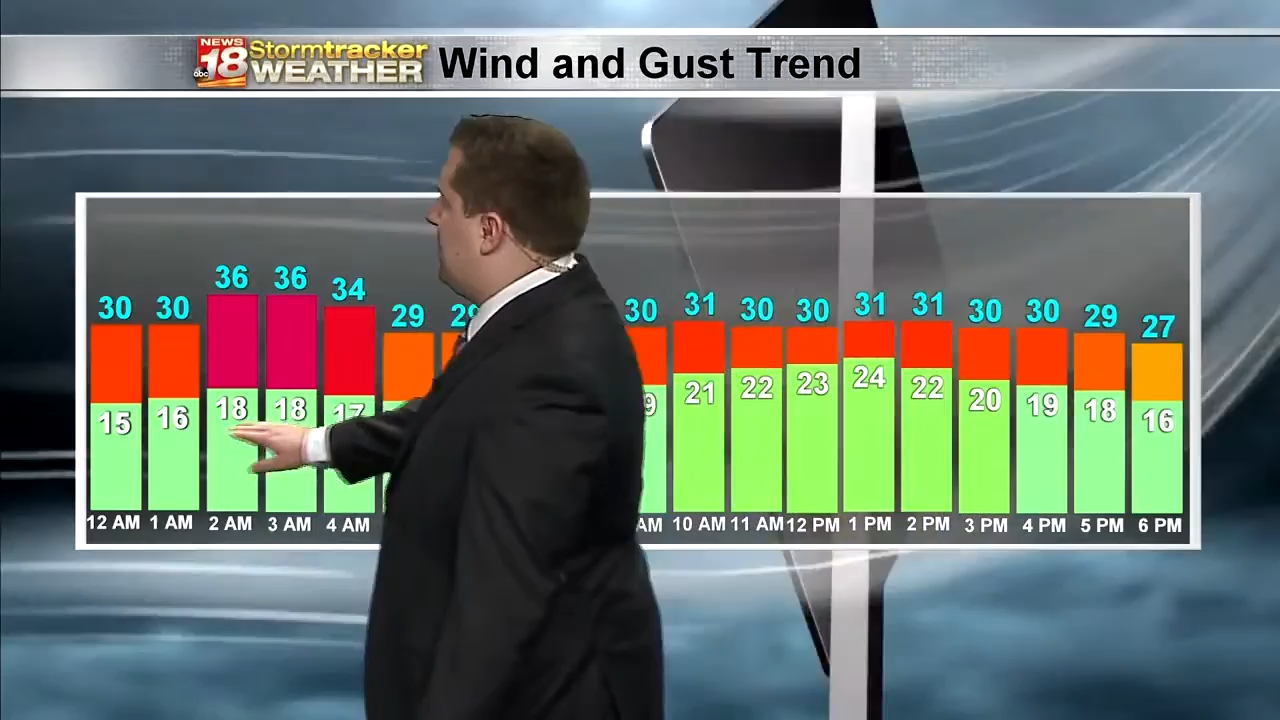 NEWS
abc 18
Stormtracker
WEATHER
Wind and Gust Trend
30 30 36 36 34 29 30 31 30 30 31 31 30 30 29 27
15 16 18 18 17 21 22 23 24 22 20 19 18 16
12 AM 1 AM 2 AM 3 AM 4 AM AM 10 AM 11 AM 12 PM 1 PM 2 PM 3 PM 4 PM 5 PM 6 PM